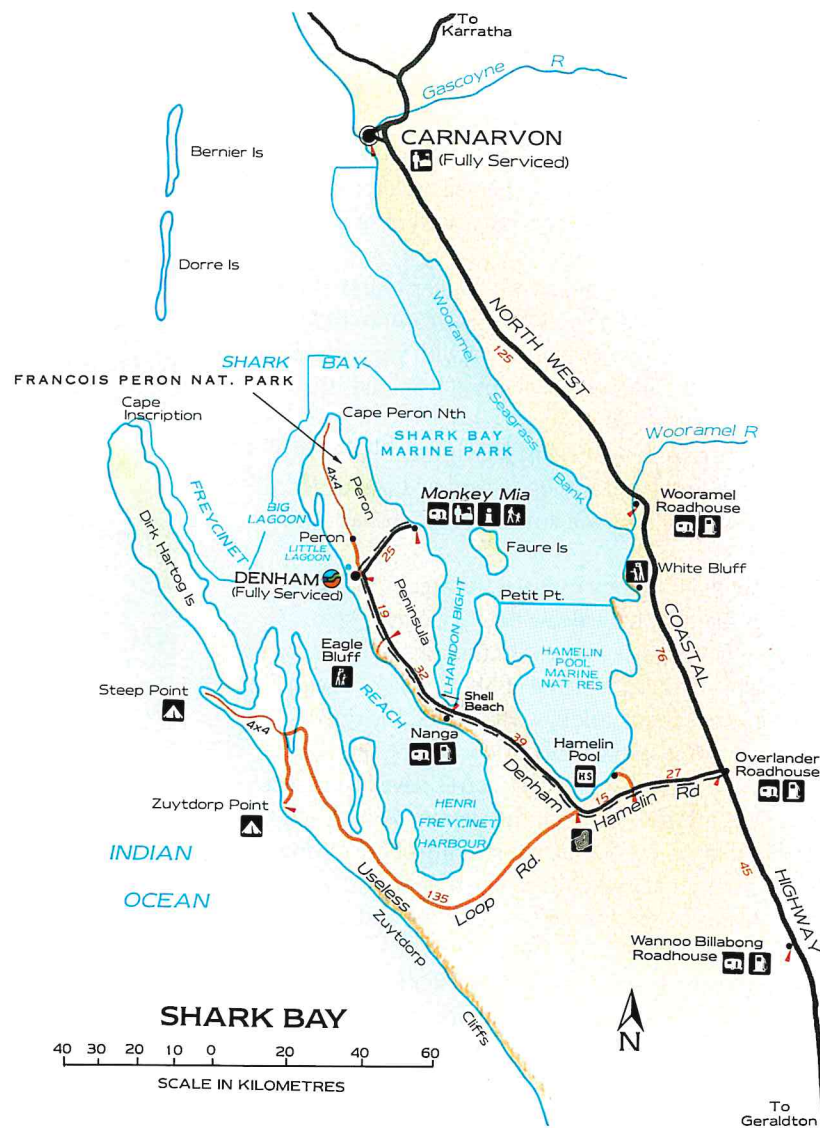 To
Karratha
Gascoyne R
CARNARVON
(Fully Serviced)
Bernier Is
Dorre Is
NORTH WEST
125
Wooramel
Seagrass
Bank
SHARK BAY
FRANCOIS PERON NAT. PARK
Cape
Inscription
Cape Peron Nth
SHARK BAY
MARINE PARK
Wooramel R
4x4
Peron
Monkey Mia
Wooramel
Roadhouse
FREYCINET
BIG
LAGOON
Dirk Hartog Is
Peron
25
Faure Is
LITTLE
LAGOON
White Bluff
DENHAM
(Fully Serviced)
Petit Pt.
Peninsula
19
LHARIDON BIGHT
COASTAL
76
Eagle
Bluff
32
HAMELIN
POOL
MARINE
NAT RES
REACH
Shell
Beach
Steep Point
4x4
Nanga
39
Hamelin
Pool
HS
27
Overlander
Roadhouse
Denham
15
Hamelin Rd
Zuytdorp Point
HENRI
FREYCINET
HARBOUR
INDIAN
OCEAN
Useless
135
Loop
Rd.
45
HIGHWAY
Zuytdorp
Cliffs
Wannoo Billabong
Roadhouse
SHARK BAY
N
40 30 20 10 0 20 40 60
SCALE IN KILOMETRES
To
Geraldton